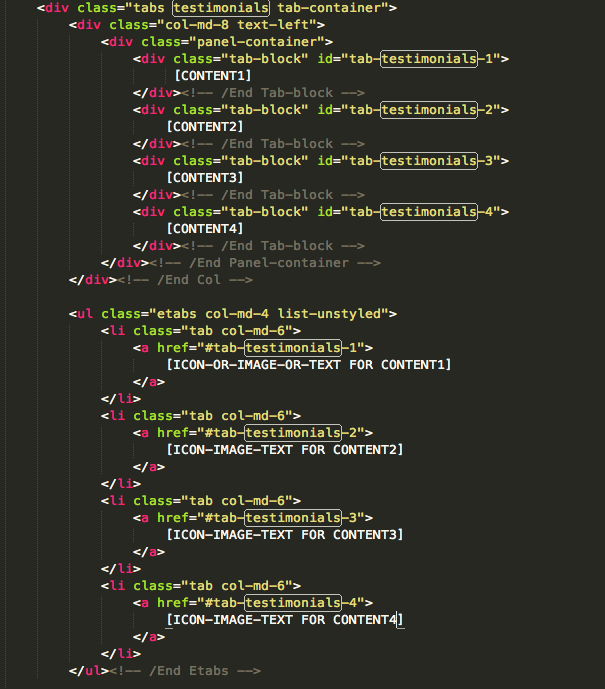 <div class="tabs testimonials tab-container">
<div class="col-md-8 text-left">
<div class="panel-container">
<div class="tab-block" id="tab-testimonials-1">
[CONTENT1]
</div><!-- /End Tab-block -->
<div class="tab-block" id="tab-testimonials-2">
[CONTENT2]
</div><!-- /End Tab-block -->
<div class="tab-block" id="tab-testimonials-3">
[CONTENT3]
</div><!-- /End Tab-block -->
<div class="tab-block" id="tab-testimonials-4">
[CONTENT4]
</div><!-- /End Tab-block -->
</div><!-- /End Panel-container -->
</div><!-- /End Col -->
<ul class="etabs col-md-4 list-unstyled">
<li class="tab col-md-6">
<a href="#tab-testimonials-1">
[ICON-OR-IMAGE-OR-TEXT FOR CONTENT1]
</a>
</li>
<li class="tab col-md-6">
<a href="#tab-testimonials-2">
[ICON-IMAGE-TEXT FOR CONTENT2]
</a>
</li>
<li class="tab col-md-6">
<a href="#tab-testimonials-3">
[ICON-IMAGE-TEXT FOR CONTENT3]
</a>
</li>
<li class="tab col-md-6">
<a href="#tab-testimonials-4">
[ICON-IMAGE-TEXT FOR CONTENT4]
</a>
</li>
</ul><!-- /End Etabs -->